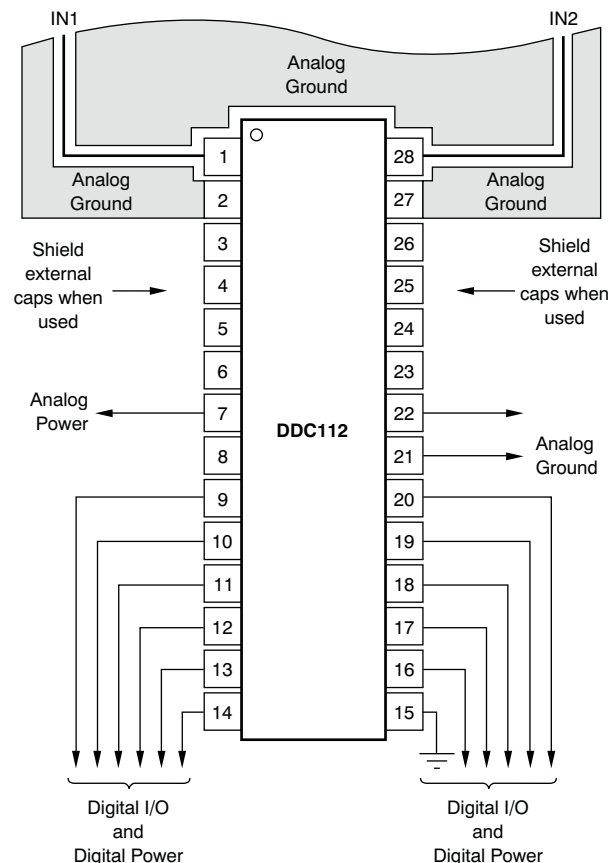 IN1
IN2
Analog
Ground
1
28
Analog
Ground
Analog
Ground
2
27
3
26
Shield
external
caps when
used
Shield
external
caps when
used
4
25
5
24
6
23
Analog
Power
7
22
DDC112
8
21
Analog
Ground
9
20
10
19
11
18
12
17
13
16
14
15
Digital I/O
and
Digital Power
Digital I/O
and
Digital Power